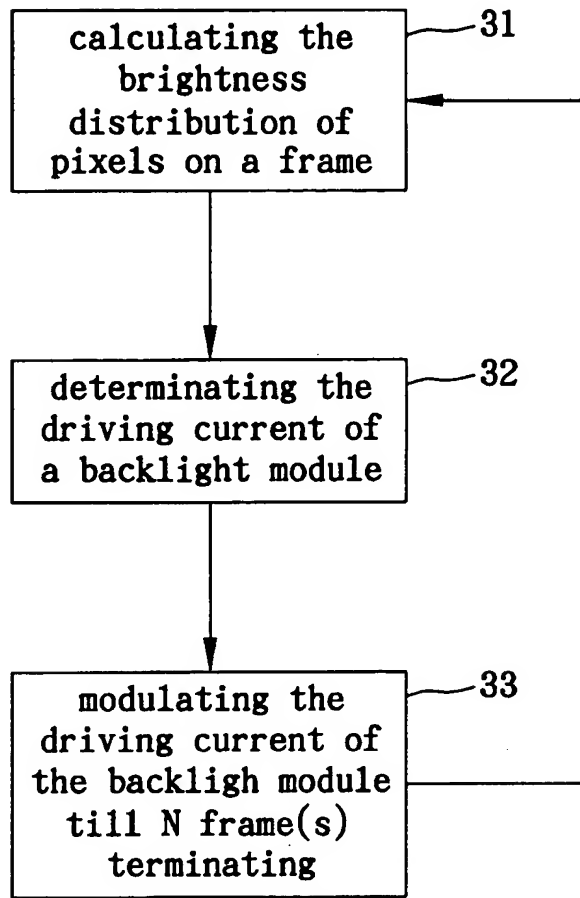 calculating the
brightness
distribution of
pixels on a frame
31
determinating the
driving current of
a backlight module
32
modulating the
driving current of
the backligh module
till N frame(s)
terminating
33